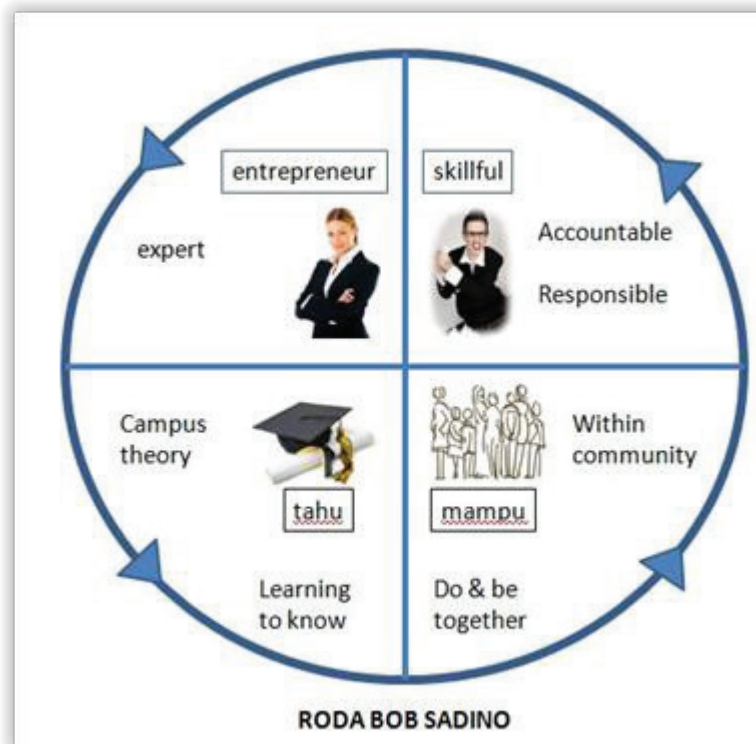 entrepreneur
skillful
expert
Accountable
Responsible
Campus
theory
tahu
Learning
to know
Within
community
mampu
Do & be
together
RODA BOB SADINO